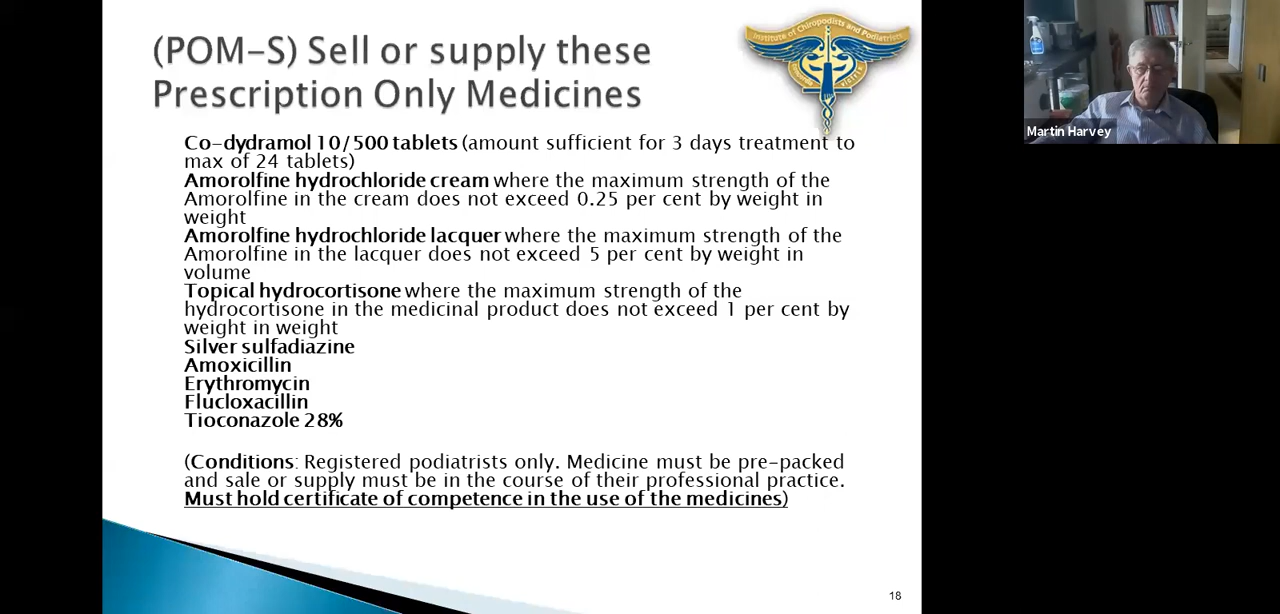 (POM-S) Sell or supply these
Prescription Only Medicines
Institute of Chiropodists and Podiatrists
Martin Harvey
Co-dydramol 10/500 tablets (amount sufficient for 3 days treatment to
max of 24 tablets)
Amorolfine hydrochloride cream where the maximum strength of the
Amorolfine in the cream does not exceed 0.25 per cent by weight in
weight
Amorolfine hydrochloride lacquer where the maximum strength of the
Amorolfine in the lacquer does not exceed 5 per cent by weight in
volume
Topical hydrocortisone where the maximum strength of the
hydrocortisone in the medicinal product does not exceed 1 per cent by
weight in weight
Silver sulfadiazine
Amoxicillin
Erythromycin
Flucloxacillin
Tioconazole 28%
(Conditions: Registered podiatrists only. Medicine must be pre-packed
and sale or supply must be in the course of their professional practice.
Must hold certificate of competence in the use of the medicines)
18